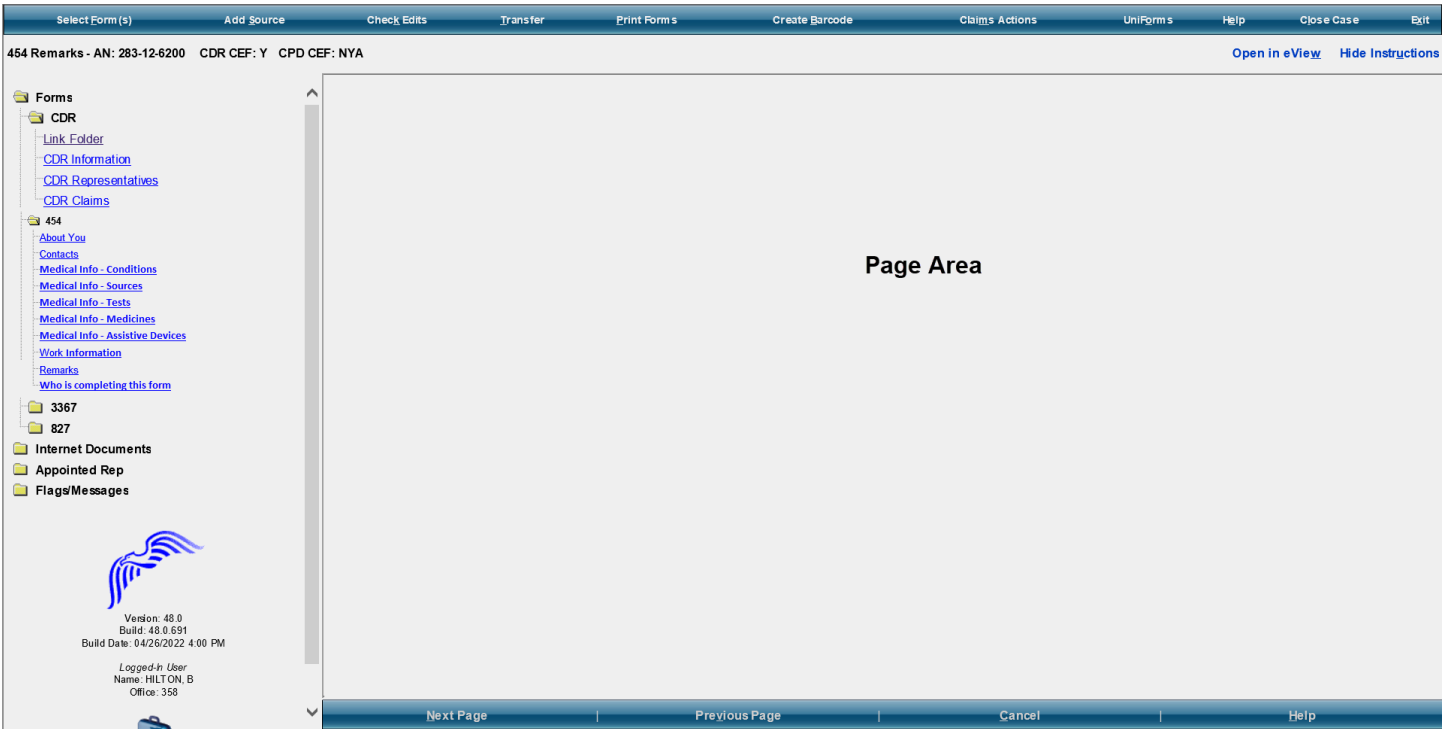 Select Form(s) Add Source Check Edits Transfer Print Forms Create Barcode Claims Actions UniForms Help Close Case Exit
454 Remarks - AN: 283-12-6200 CDR CEF: Y CPD CEF: NYA Open in eView Hide Instructions
Forms
CDR
Link Folder
CDR Information
CDR Representatives
CDR Claims
454
About You
Contacts
Medical Info - Conditions
Medical Info - Sources
Medical Info - Tests
Medical Info - Medicines
Medical Info - Assistive Devices
Work Information
Remarks
Who is completing this form
3367
827
Internet Documents
Appointed Rep
Flags/Messages
Version: 48.0
Build: 48.0.691
Build Date: 04/26/2022 4:00 PM
Logged-In User
Name: HILTON, B
Office: 358
Page Area
Next Page | Previous Page | Cancel | Help